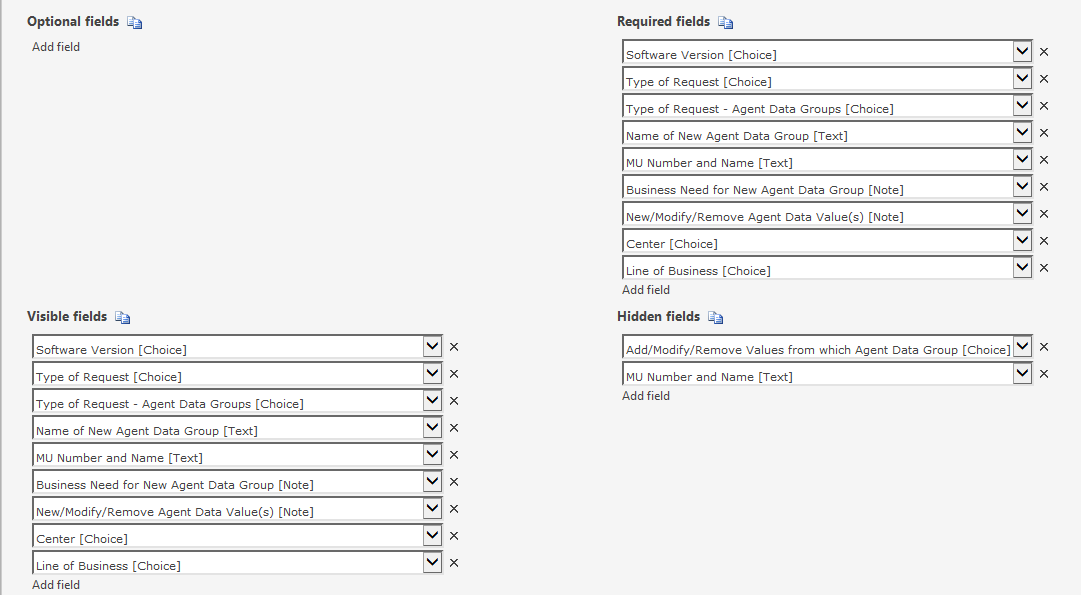 Optional fields
Add field
Required fields
Software Version [Choice]
Type of Request [Choice]
Type of Request - Agent Data Groups [Choice]
Name of New Agent Data Group [Text]
MU Number and Name [Text]
Business Need for New Agent Data Group [Note]
New/Modify/Remove Agent Data Value(s) [Note]
Center [Choice]
Line of Business [Choice]
Add field
Visible fields
Software Version [Choice]
Type of Request [Choice]
Type of Request - Agent Data Groups [Choice]
Name of New Agent Data Group [Text]
MU Number and Name [Text]
Business Need for New Agent Data Group [Note]
New/Modify/Remove Agent Data Value(s) [Note]
Center [Choice]
Line of Business [Choice]
Add field
Hidden fields
Add/Modify/Remove Values from which Agent Data Group [Choice]
MU Number and Name [Text]
Add field